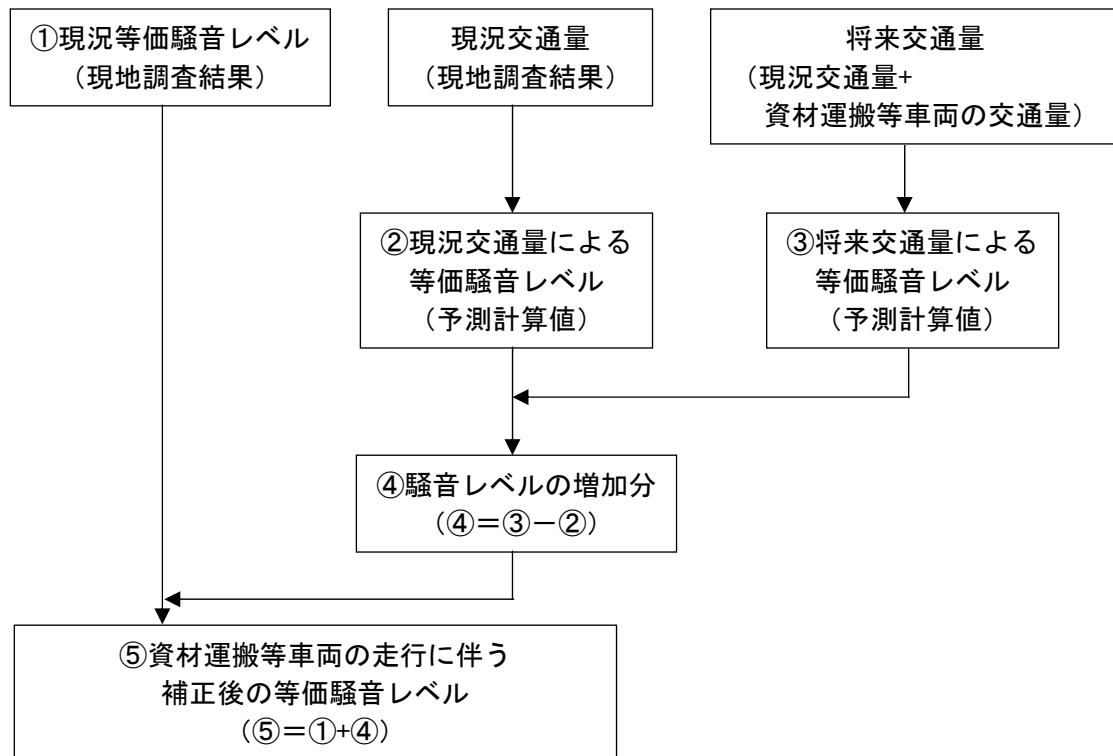 ①現況等価騒音レベル
（現地調査結果）
現況交通量
（現地調査結果）
将来交通量
（現況交通量+
資材運搬等車両の交通量）
②現況交通量による
等価騒音レベル
（予測計算値）
③将来交通量による
等価騒音レベル
（予測計算値）
④騒音レベルの増加分
（④＝③－②）
⑤資材運搬等車両の走行に伴う
補正後の等価騒音レベル
（⑤＝①+④）